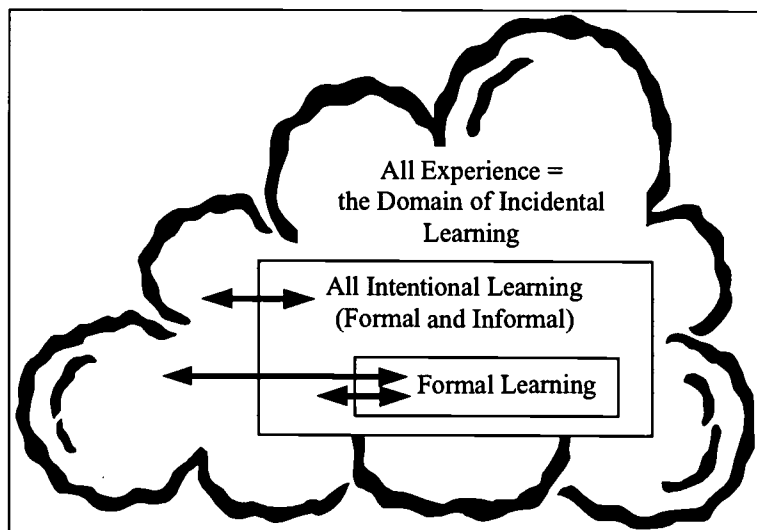 All Experience =
the Domain of Incidental
Learning
All Intentional Learning
(Formal and Informal)
Formal Learning